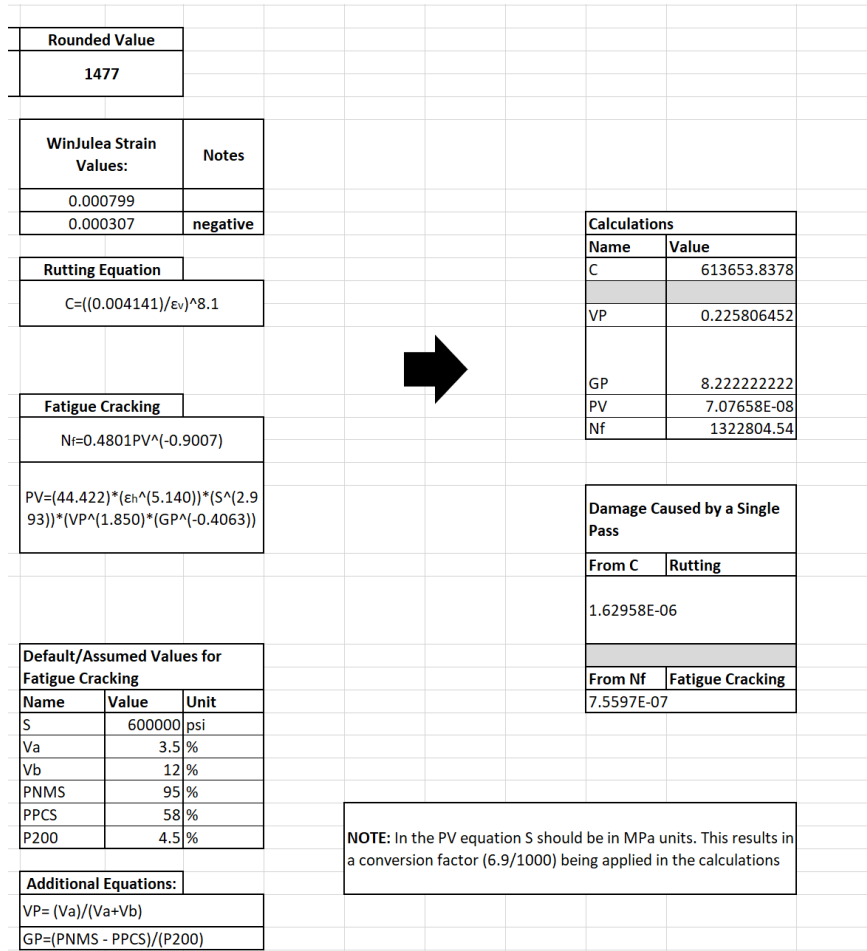 Rounded Value
1477
WinJulea Strain
Values:
Notes
0.000799
0.000307 negative
Rutting Equation
C=((0.004141)/εv)^8.1
Fatigue Cracking
Nf=0.4801PV^(-0.9007)
PV=(44.422)*(εh^(5.140))*(S^(2.9
93))*(VP^(1.850)*(GP^(-0.4063))
Default/Assumed Values for
Fatigue Cracking
Name Value Unit
S 600000 psi
Va 3.5 %
Vb 12 %
PNMS 95 %
PPCS 58 %
P200 4.5 %
Additional Equations:
VP= (Va)/(Va+Vb)
GP=(PNMS - PPCS)/(P200)
Calculations
Name Value
C 613653.8378
VP 0.225806452
GP 8.222222222
PV 7.07658E-08
Nf 1322804.54
Damage Caused by a Single
Pass
From C Rutting
1.62958E-06
From Nf Fatigue Cracking
7.5597E-07
NOTE: In the PV equation S should be in MPa units. This results in
a conversion factor (6.9/1000) being applied in the calculations